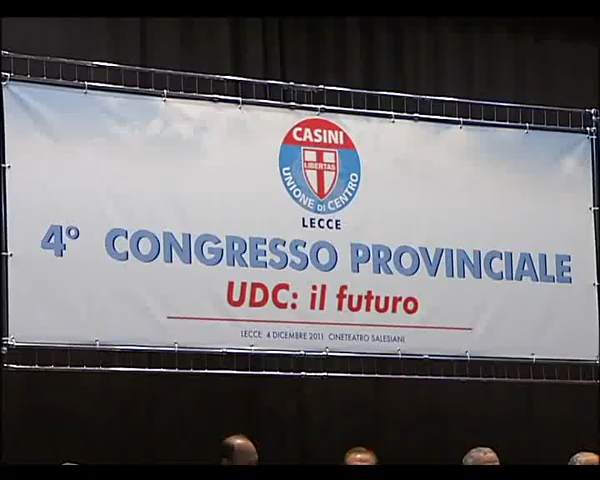 CASINI
LIBERTAS
UNIONE DI CENTRO
LECCE
4° CONGRESSO PROVINCIALE
UDC: il futuro
LECCE, 4 DICEMBRE 2011 CINETEATRO SALESIANI